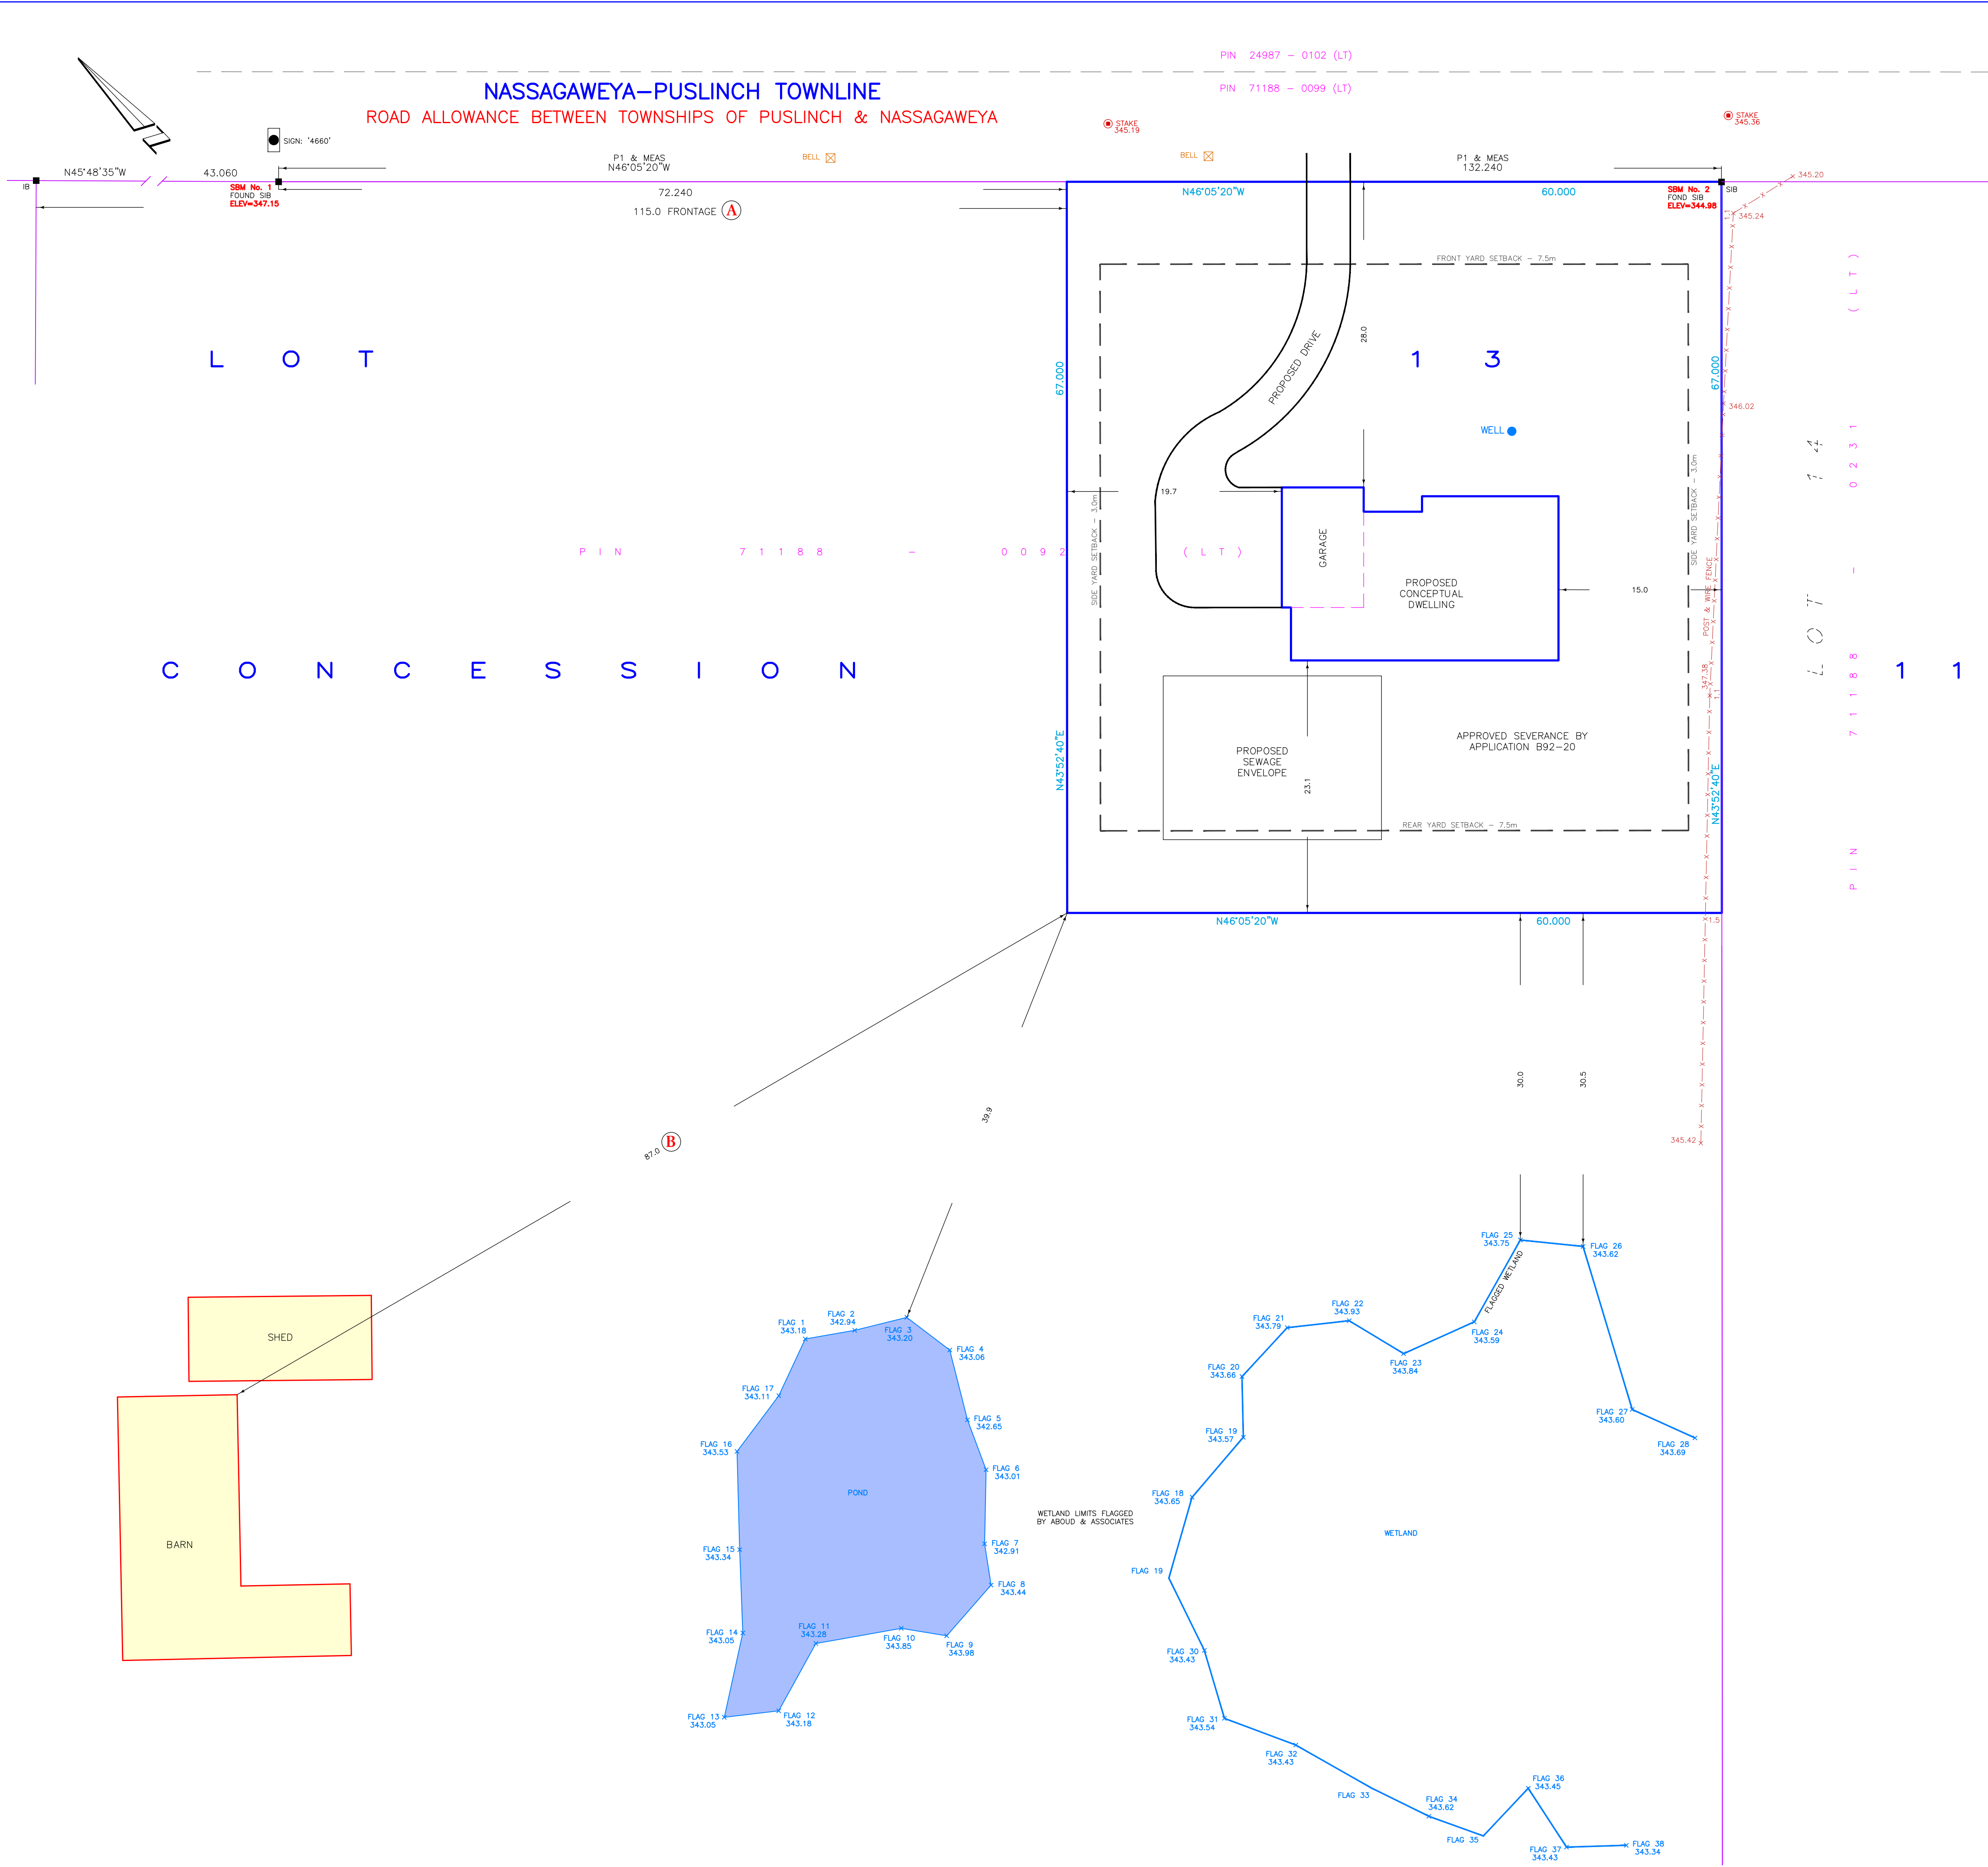 PIN 24987 - 0102 (LT)
NASSAGAWEYA-PUSLINCH TOWNLINE
PIN 71188 - 0099 (LT)
ROAD ALLOWANCE BETWEEN TOWNSHIPS OF PUSLINCH & NASSAGAWEYA
STAKE
345.19
STAKE
345.36
SIGN: '4660'
BELL
BELL
P1 & MEAS
N46°05'20"W
P1 & MEAS
132.240
N45°48'35"W
43.060
IB
SBM No. 1
FOUND SIB
ELEV=347.15
72.240
115.0 FRONTAGE A
N46°05'20"W
60.000
SBM No. 2
FOND SIB
ELEV=344.98
SIB
345.20
1.1
345.24
FRONT YARD SETBACK - 7.5m
28.0
PROPOSED DRIVE
LOT
13
67.000
67.000
346.02
WELL
SIDE YARD SETBACK - 3.0m
SIDE YARD SETBACK - 3.0m
19.7
GARAGE
PIN 71188 - 0092 (LT)
PROPOSED
CONCEPTUAL
DWELLING
15.0
POST & WIRE FENCE
LOT 14
PIN 71188 - 0231 (LT)
CONCESSION
11
347.38
1.1
PROPOSED
SEWAGE
ENVELOPE
APPROVED SEVERANCE BY
APPLICATION B92-20
N43°52'40"E
N43°52'40"E
23.1
REAR YARD SETBACK - 7.5m
N46°05'20"W
60.000
1.5
30.0
30.5
39.9
87.0 B
345.42
FLAG 25
343.75
FLAG 26
343.62
FLAGGED WETLAND
SHED
FLAG 1
343.18
FLAG 2
342.94
FLAG 3
343.20
FLAG 4
343.06
FLAG 21
343.79
FLAG 22
343.93
FLAG 23
343.84
FLAG 24
343.59
FLAG 17
343.11
FLAG 20
343.66
FLAG 5
342.65
FLAG 27
343.60
FLAG 16
343.53
FLAG 19
343.57
FLAG 28
343.69
FLAG 6
343.01
POND
FLAG 18
343.65
WETLAND LIMITS FLAGGED
BY ABOUD & ASSOCIATES
WETLAND
BARN
FLAG 15
343.34
FLAG 7
342.91
FLAG 19
FLAG 8
343.44
FLAG 14
343.05
FLAG 11
343.28
FLAG 10
343.85
FLAG 9
343.98
FLAG 30
343.43
FLAG 13
343.05
FLAG 12
343.18
FLAG 31
343.54
FLAG 32
343.43
FLAG 33
FLAG 36
343.45
FLAG 34
343.62
FLAG 35
FLAG 37
343.43
FLAG 38
343.34